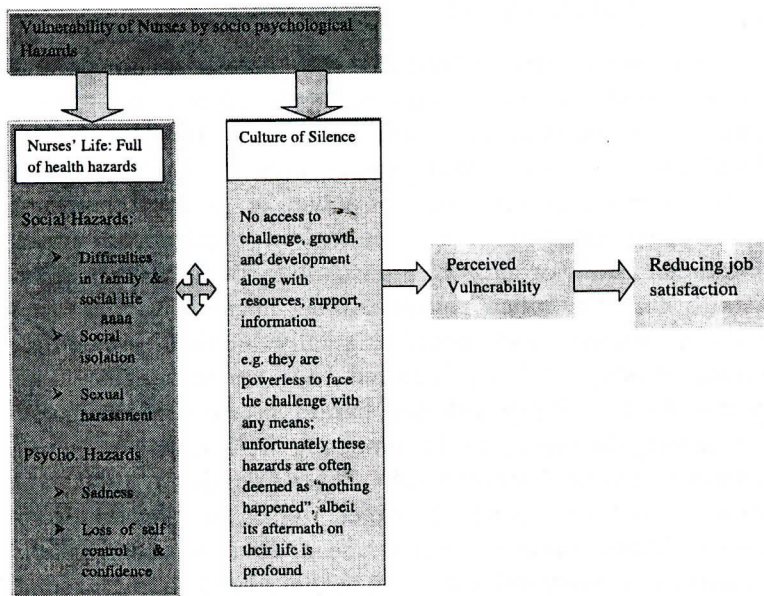 Vulnerability of Nurses by socio psychological
Hazards
Nurses' Life: Full
of health hazards
Social Hazards:
➤ Difficulties
in family &
social life
aaaa
➤ Social
isolation
➤ Sexual
harassment
Psycho. Hazards
➤ Sadness
➤ Loss of self
control &
confidence
Culture of Silence
No access to
challenge, growth,
and development
along with
resources, support,
information
e.g. they are
powerless to face
the challenge with
any means;
unfortunately these
hazards are often
deemed as "nothing
happened", albeit
its aftermath on
their life is
profound
Perceived
Vulnerability
Reducing job
satisfaction